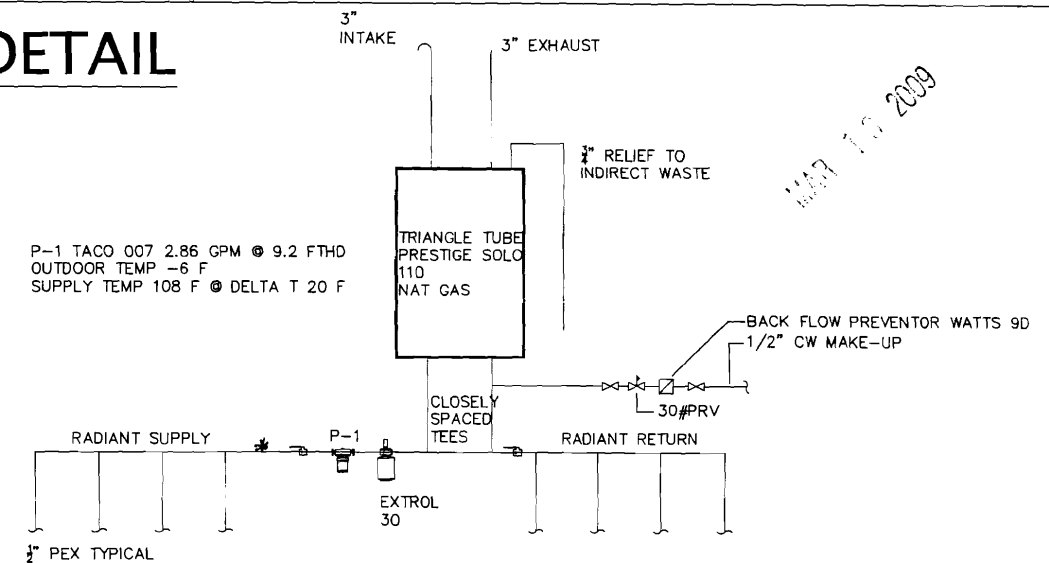 DETAIL
3"
INTAKE
3" EXHAUST
MAR 13 2009
3/4" RELIEF TO
INDIRECT WASTE
P-1 TACO 007 2.86 GPM @ 9.2 FTHD
OUTDOOR TEMP -6 F
SUPPLY TEMP 108 F @ DELTA T 20 F
TRIANGLE TUBE
PRESTIGE SOLO
110
NAT GAS
BACK FLOW PREVENTOR WATTS 9D
1/2" CW MAKE-UP
30#PRV
CLOSELY
SPACED
TEES
RADIANT SUPPLY
P-1
RADIANT RETURN
EXTROL
30
1/2" PEX TYPICAL